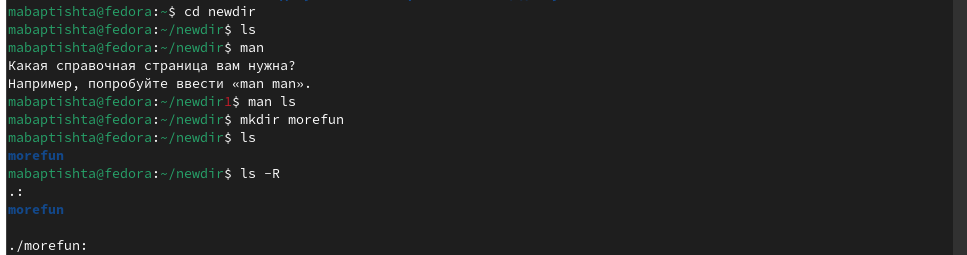 mabaptishta@fedora:~$ cd newdir
mabaptishta@fedora:~/newdir$ ls
mabaptishta@fedora:~/newdir$ man
Какая справочная страница вам нужна?
Например, попробуйте ввести «man man».
mabaptishta@fedora:~/newdir1$ man ls
mabaptishta@fedora:~/newdir$ mkdir morefun
mabaptishta@fedora:~/newdir$ ls
morefun
mabaptishta@fedora:~/newdir$ ls -R
.:
morefun

./morefun: